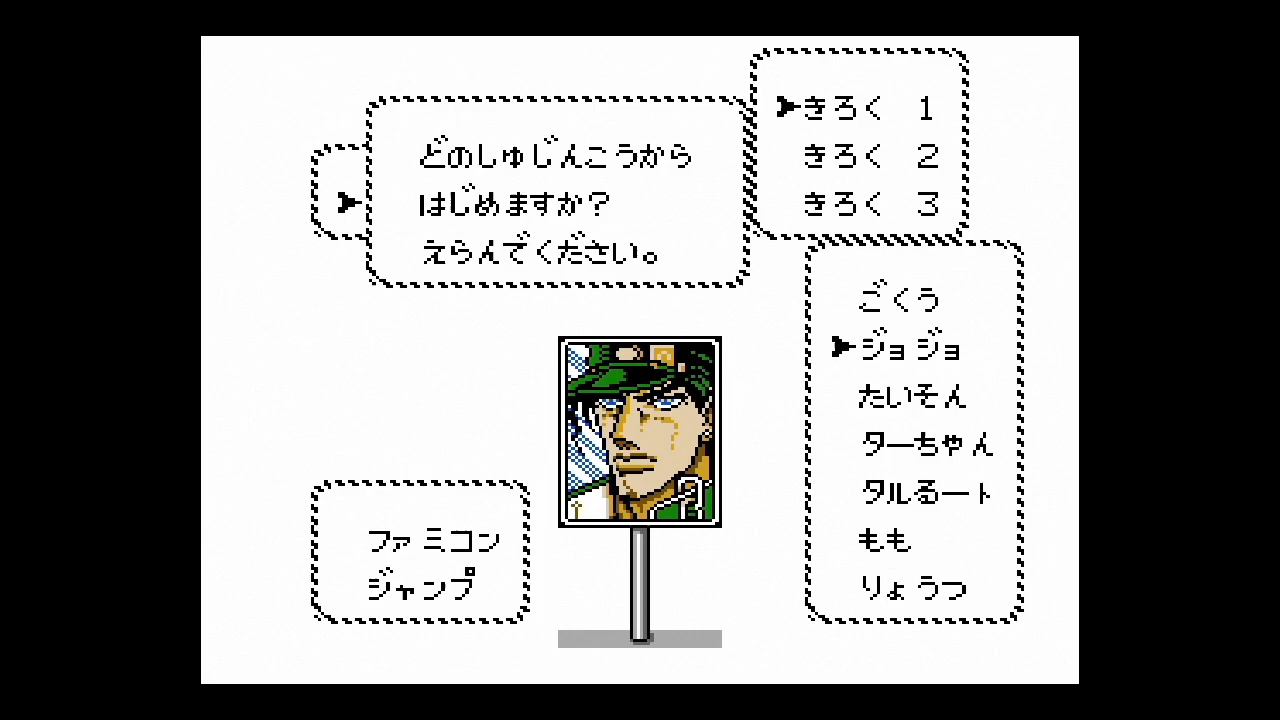 どのしゅじんこうから
はじめますか？
えらんでください。
きろく 1
きろく 2
きろく 3
ごくう
ジョジョ
たいそん
ターちゃん
タルるート
もも
りょうつ
ファミコン
ジャンプ